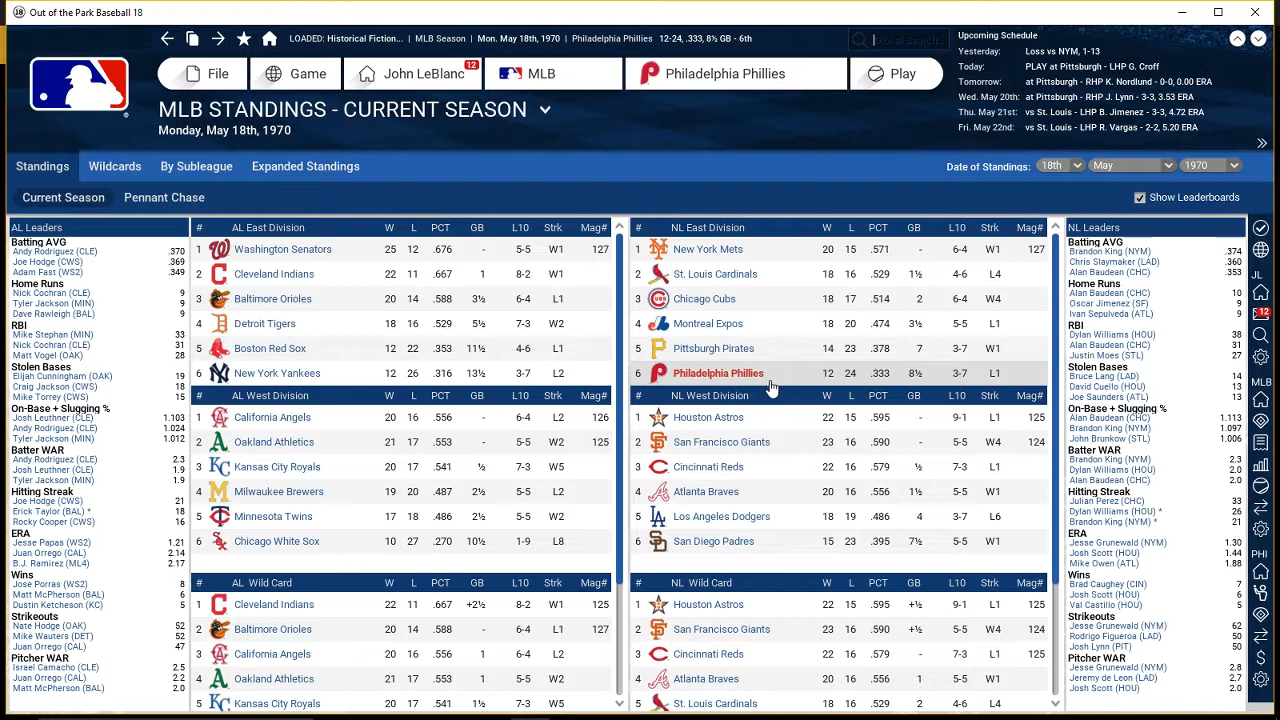 Out of the Park Baseball 18
LOADED: Historical Fiction... | MLB Season | Mon. May 18th, 1970 | Philadelphia Phillies 12-24, .333, 8½ GB - 6th
Global Search...
File Game John LeBlanc 12 MLB Philadelphia Phillies Play
Upcoming Schedule
Yesterday: Loss vs NYM, 1-13
Today: PLAY at Pittsburgh - LHP G. Croff
Tomorrow: at Pittsburgh - RHP K. Nordlund - 0-0, 0.00 ERA
Wed. May 20th: at Pittsburgh - RHP J. Lynn - 3-3, 3.53 ERA
Thu. May 21st: vs St. Louis - LHP B. Jimenez - 3-3, 4.72 ERA
Fri. May 22nd: vs St. Louis - LHP R. Vargas - 2-2, 5.20 ERA
MLB STANDINGS - CURRENT SEASON
Monday, May 18th, 1970
Standings Wildcards By Subleague Expanded Standings
Date of Standings: 18th May 1970
Current Season Pennant Chase
Show Leaderboards
AL Leaders
Batting AVG
Andy Rodriguez (CLE) .370
Joe Hodge (CWS) .369
Adam Fast (WS2) .349
Home Runs
Nick Cochran (CLE) 9
Tyler Jackson (MIN) 9
Dave Rawleigh (BAL) 9
RBI
Mike Stephan (MIN) 33
Nick Cochran (CLE) 31
Matt Vogel (OAK) 28
Stolen Bases
Elijah Cunningham (OAK) 19
Craig Jackson (CWS) 18
Mike Torrey (CWS) 15
On-Base + Slugging %
Josh Leuthner (CLE) 1.103
Andy Rodriguez (CLE) 1.024
Tyler Jackson (MIN) 1.012
Batter WAR
Andy Rodriguez (CLE) 2.3
Josh Leuthner (CLE) 1.9
Tyler Jackson (MIN) 1.9
Hitting Streak
Joe Hodge (CWS) 21
Erick Taylor (BAL) * 18
Rocky Cooper (CWS) 16
ERA
Jesse Papas (WS2) 1.21
Juan Orrego (CAL) 2.14
B.J. Ramirez (ML4) 2.17
Wins
Jose Porras (WS2) 8
Matt McPherson (BAL) 6
Dustin Ketcheson (KC) 5
Strikeouts
Nate Hodge (OAK) 52
Mike Wauters (DET) 52
Juan Orrego (CAL) 47
Pitcher WAR
Israel Camacho (CLE) 2.5
Juan Orrego (CAL) 2.2
Matt McPherson (BAL) 2.0
# AL East Division W L PCT GB L10 Strk Mag#
1 Washington Senators 25 12 .676 - 5-5 W1 127
2 Cleveland Indians 22 11 .667 1 8-2 W1
3 Baltimore Orioles 20 14 .588 3½ 6-4 L1
4 Detroit Tigers 18 16 .529 5½ 7-3 W2
5 Boston Red Sox 12 22 .353 11½ 4-6 L1
6 New York Yankees 12 26 .316 13½ 3-7 L2
# AL West Division W L PCT GB L10 Strk Mag#
1 California Angels 20 16 .556 - 6-4 L2 126
2 Oakland Athletics 21 17 .553 - 5-5 W2 125
3 Kansas City Royals 20 17 .541 ½ 7-3 W5
4 Milwaukee Brewers 19 20 .487 2½ 5-5 L2
5 Minnesota Twins 17 18 .486 2½ 5-5 W1
6 Chicago White Sox 10 27 .270 10½ 1-9 L8
# AL Wild Card W L PCT GB L10 Strk Mag#
1 Cleveland Indians 22 11 .667 +2½ 8-2 W1 125
2 Baltimore Orioles 20 14 .588 - 6-4 L1 127
3 California Angels 20 16 .556 1 6-4 L2
4 Oakland Athletics 21 17 .553 1 5-5 W2
5 Kansas City Royals 20 17 .541 1½ 7-3 W5
# NL East Division W L PCT GB L10 Strk Mag#
1 New York Mets 20 15 .571 - 6-4 W1 127
2 St. Louis Cardinals 18 16 .529 1½ 4-6 L4
3 Chicago Cubs 18 17 .514 2 6-4 W4
4 Montreal Expos 18 20 .474 3½ 5-5 L1
5 Pittsburgh Pirates 14 23 .378 7 3-7 W1
6 Philadelphia Phillies 12 24 .333 8½ 3-7 L1
# NL West Division W L PCT GB L10 Strk Mag#
1 Houston Astros 22 15 .595 - 9-1 L1 125
2 San Francisco Giants 23 16 .590 - 5-5 W4 124
3 Cincinnati Reds 22 16 .579 ½ 7-3 L1
4 Atlanta Braves 20 16 .556 1½ 5-5 W1
5 Los Angeles Dodgers 18 19 .486 4 3-7 L6
6 San Diego Padres 15 23 .395 7½ 5-5 W1
# NL Wild Card W L PCT GB L10 Strk Mag#
1 Houston Astros 22 15 .595 +½ 9-1 L1 125
2 San Francisco Giants 23 16 .590 +½ 5-5 W4 124
3 Cincinnati Reds 22 16 .579 - 7-3 L1
4 Atlanta Braves 20 16 .556 1 5-5 W1
5 St. Louis Cardinals 18 16 .529 2 4-6 L4
NL Leaders
Batting AVG
Brandon King (NYM) .374
Chris Slaymaker (LAD) .360
Alan Baudean (CHC) .353
Home Runs
Alan Baudean (CHC) 10
Oscar Jimenez (SF) 9
Ivan Sepulveda (ATL) 9
RBI
Dylan Williams (HOU) 38
Alan Baudean (CHC) 31
Justin Moes (STL) 27
Stolen Bases
Bruce Lang (LAD) 14
David Cuello (HOU) 13
Joe Saunders (ATL) 13
On-Base + Slugging %
Alan Baudean (CHC) 1.113
Brandon King (NYM) 1.097
John Brunkow (STL) 1.006
Batter WAR
Brandon King (NYM) 2.3
Dylan Williams (HOU) 2.0
Alan Baudean (CHC) 2.0
Hitting Streak
Julian Perez (CHC) 33
Dylan Williams (HOU) * 26
Brandon King (NYM) * 21
ERA
Jesse Grunewald (NYM) 1.30
Josh Scott (HOU) 1.44
Mike Owen (ATL) 1.88
Wins
Brad Caughey (CIN) 7
Josh Scott (HOU) 6
Val Castillo (HOU) 5
Strikeouts
Jesse Grunewald (NYM) 62
Rodrigo Figueroa (LAD) 50
Josh Lynn (PIT) 50
Pitcher WAR
Jesse Grunewald (NYM) 2.8
Jeremy de Leon (LAD) 2.7
Josh Scott (HOU) 2.0
JL
12
MLB
PHI